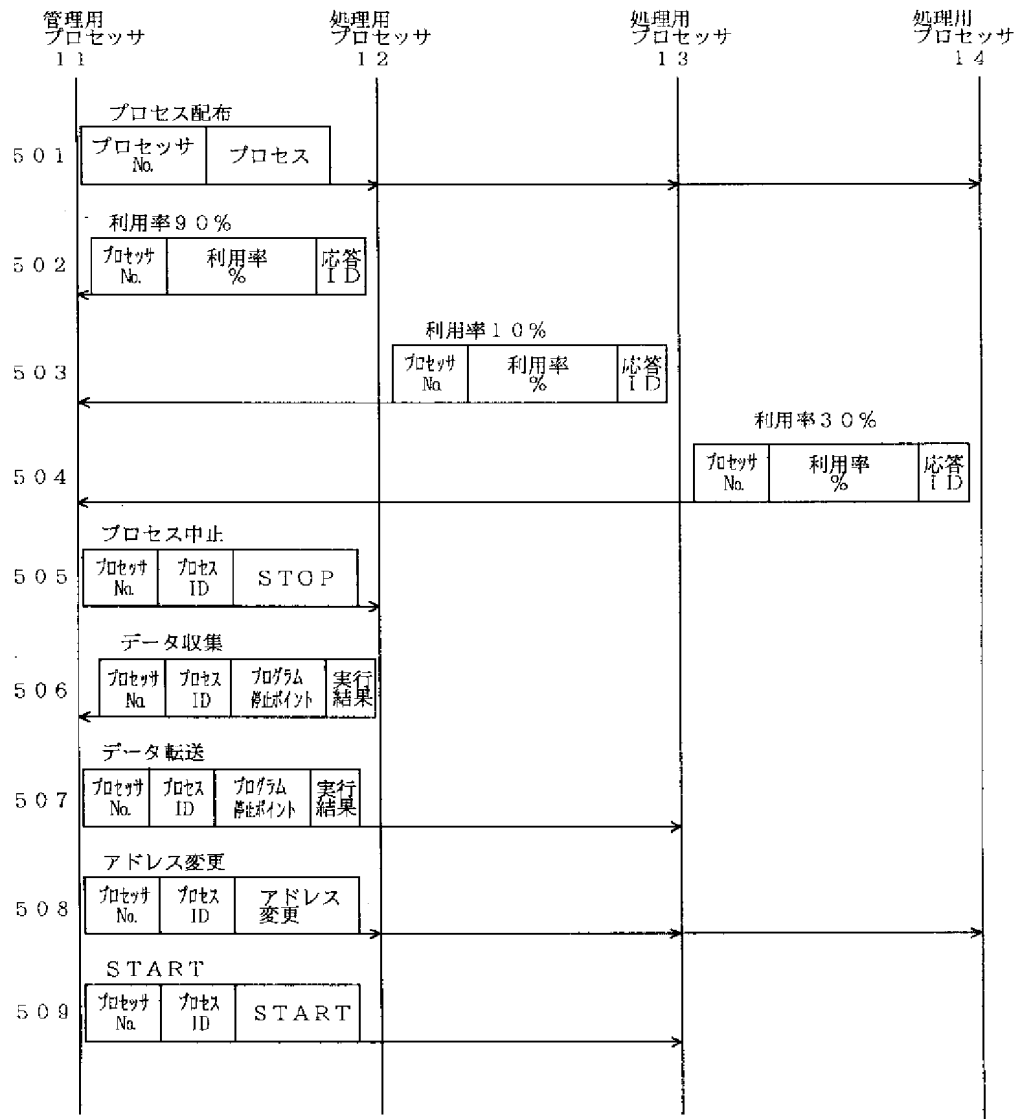 管理用
プロセッサ
11
処理用
プロセッサ
12
処理用
プロセッサ
13
処理用
プロセッサ
14
プロセス配布
501
プロセッサ
No.
プロセス
利用率90%
502
プロセッサ
No.
利用率
%
応答
ID
利用率10%
503
プロセッサ
No.
利用率
%
応答
ID
利用率30%
504
プロセッサ
No.
利用率
%
応答
ID
プロセス中止
505
プロセッサ
No.
プロセス
ID
STOP
データ収集
506
プロセッサ
No.
プロセス
ID
プログラム
停止ポイント
実行
結果
データ転送
507
プロセッサ
No.
プロセス
ID
プログラム
停止ポイント
実行
結果
アドレス変更
508
プロセッサ
No.
プロセス
ID
アドレス
変更
START
509
プロセッサ
No.
プロセス
ID
START